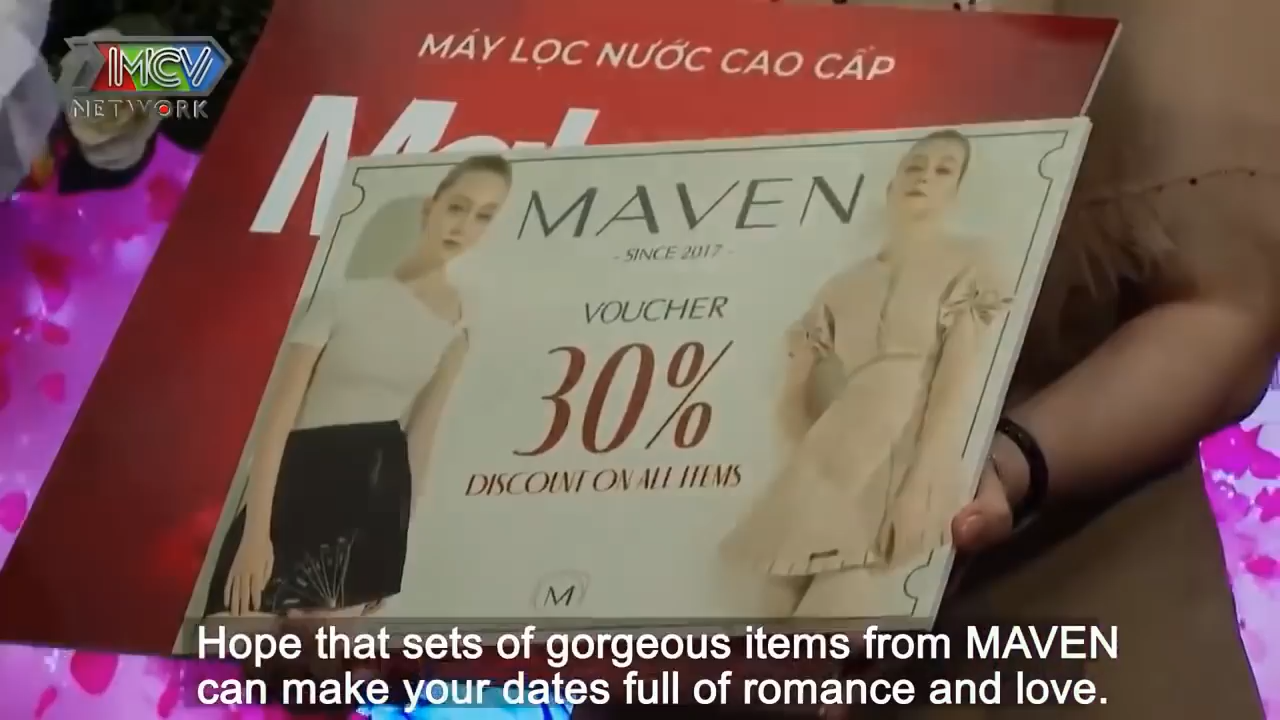 MCV
NETWORK
MÁY LỌC NƯỚC CAO CẤP
MAVEN
- SINCE 2017 -
VOUCHER
30%
DISCOUNT ON ALL ITEMS
M
Hope that sets of gorgeous items from MAVEN
can make your dates full of romance and love.